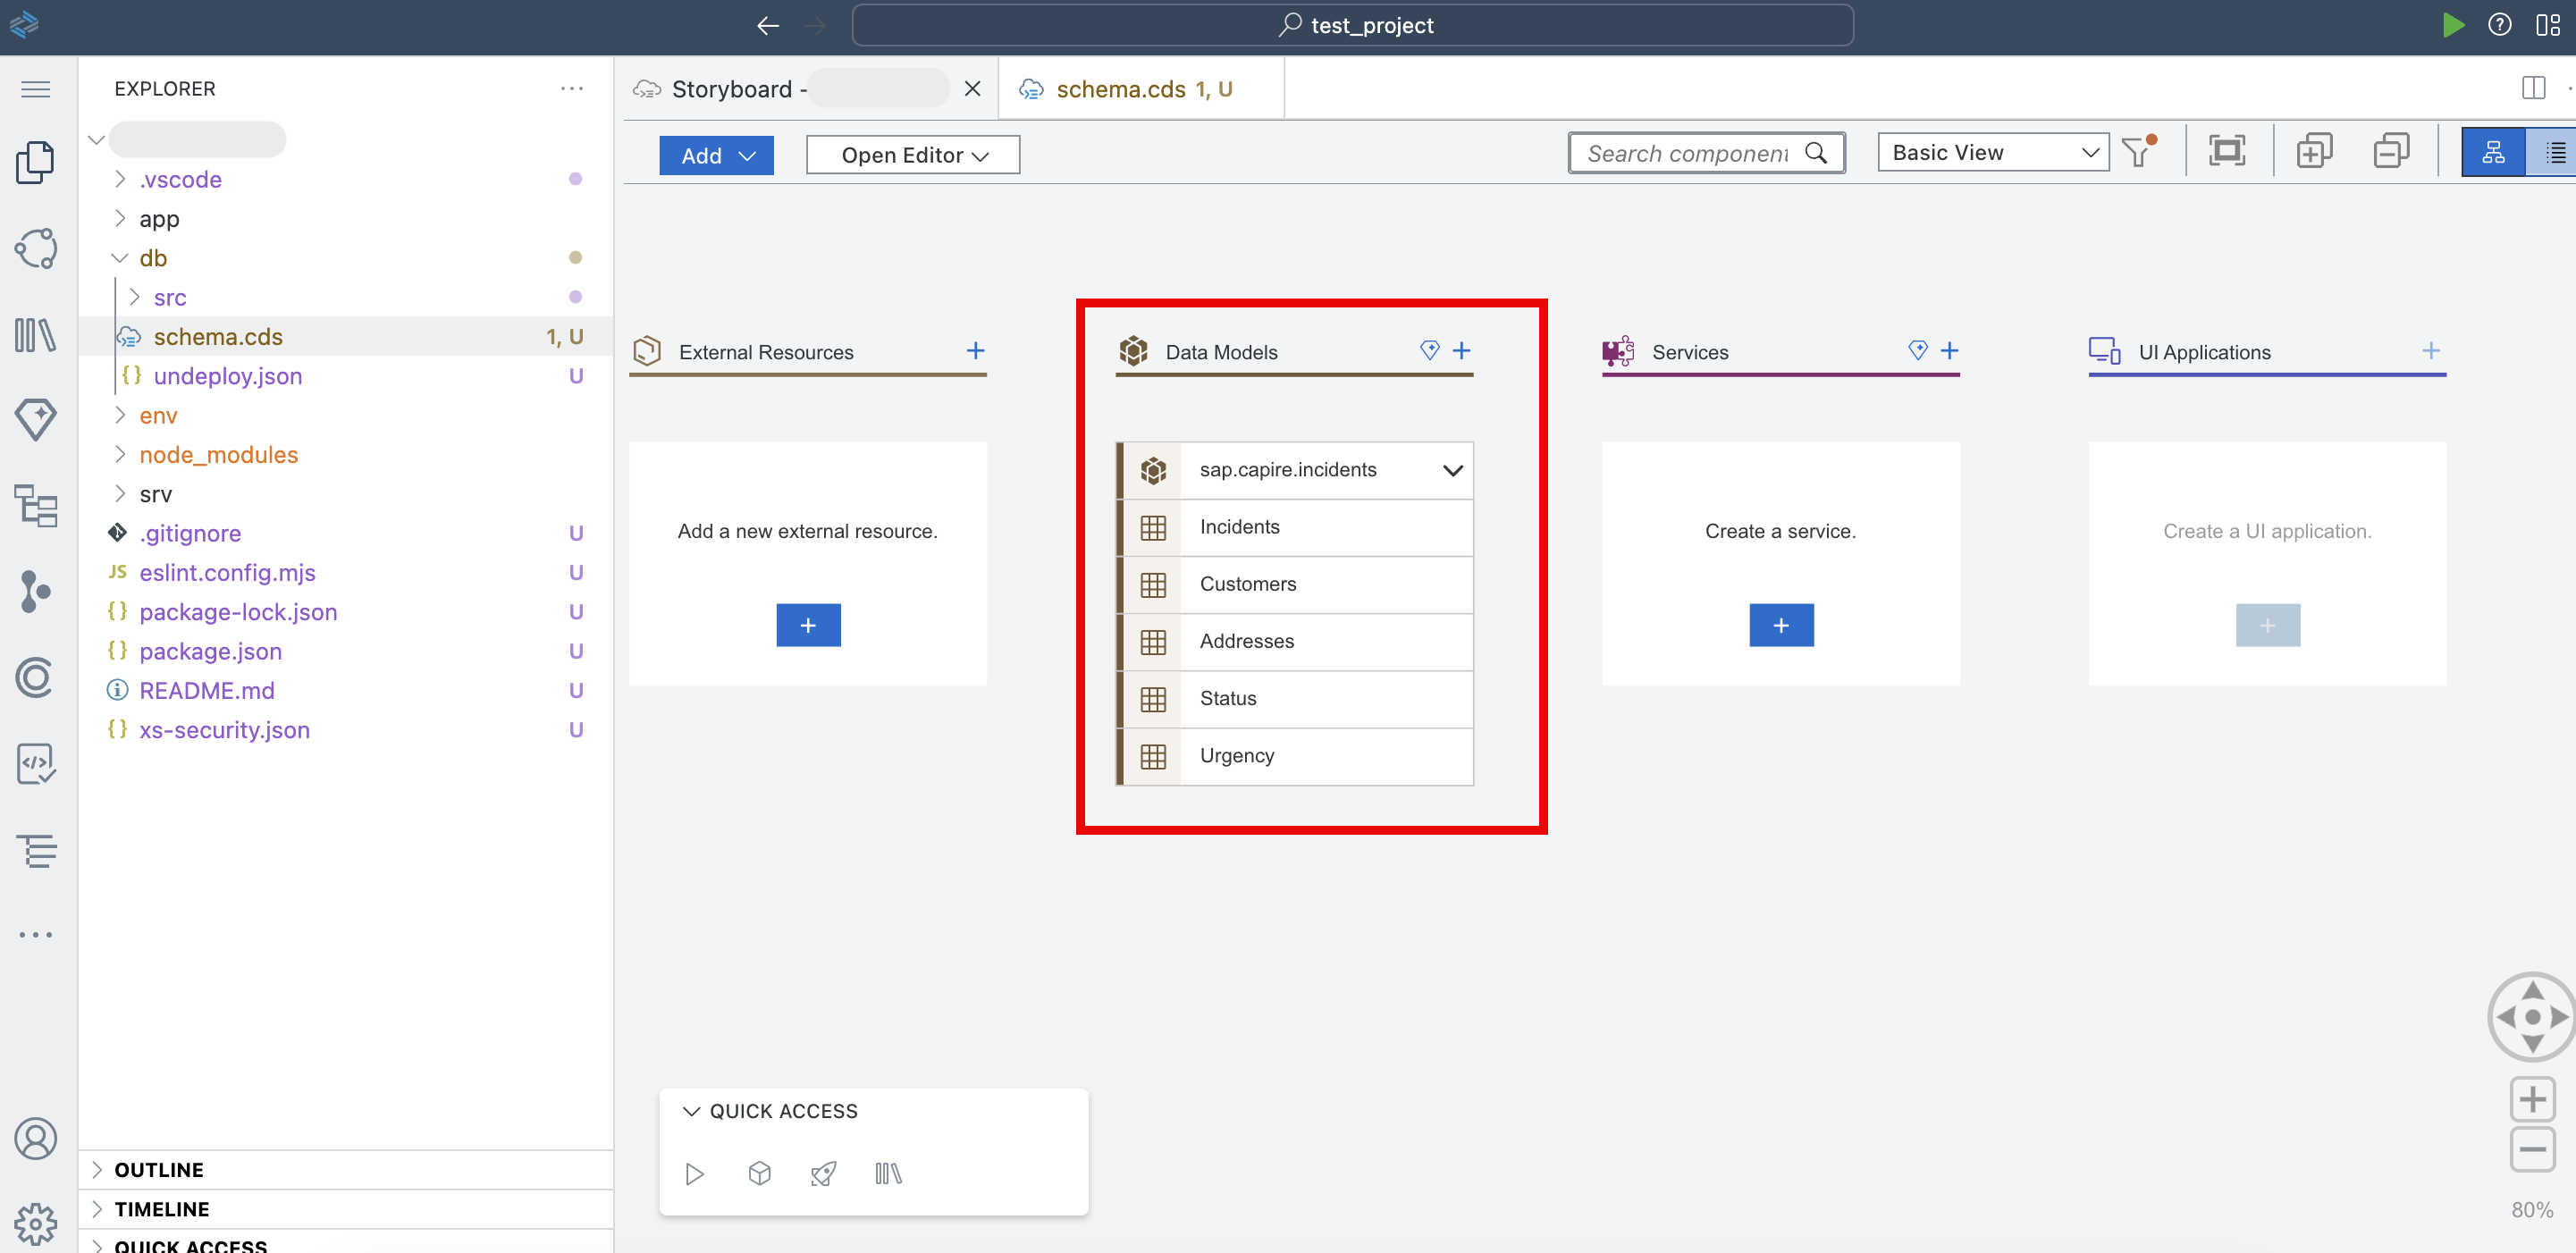 test_project
EXPLORER
Storyboard -
schema.cds 1, U
Add
Open Editor
Search component
Basic View
.vscode
app
db
src
schema.cds 1, U
undeploy.json U
env
node_modules
srv
.gitignore U
JS eslint.config.mjs U
{} package-lock.json U
{} package.json U
README.md U
{} xs-security.json U
OUTLINE
TIMELINE
QUICK ACCESS
External Resources
Add a new external resource.
Data Models
sap.capire.incidents
Incidents
Customers
Addresses
Status
Urgency
Services
Create a service.
UI Applications
Create a UI application.
QUICK ACCESS
80%